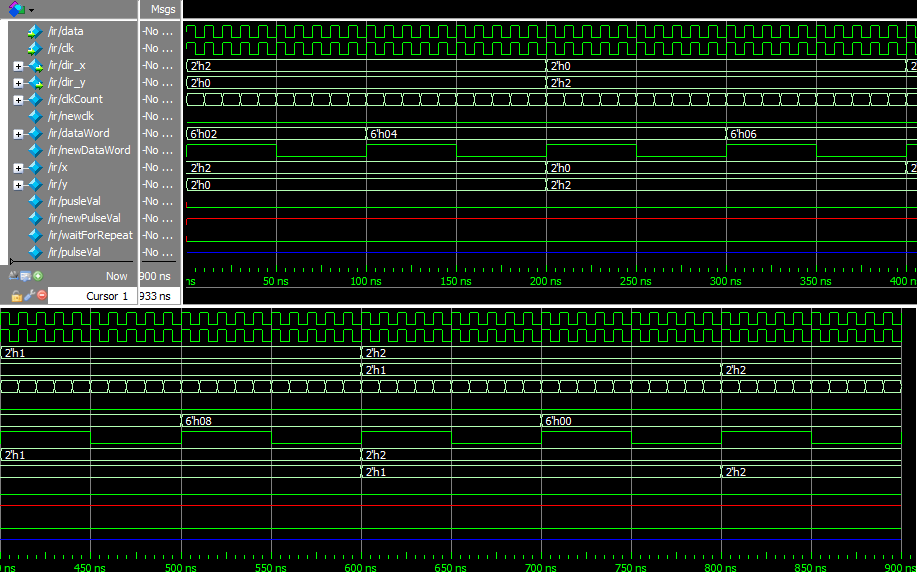 Msgs
/ir/data -No ...
/ir/clk -No ...
/ir/dir_x -No ... 2'h2 2'h0 2
/ir/dir_y -No ... 2'h0 2'h2
/ir/clkCount -No ...
/ir/newclk -No ...
/ir/dataWord -No ... 6'h02 6'h04 6'h06
/ir/newDataWord -No ...
/ir/x -No ... 2'h2 2'h0 2
/ir/y -No ... 2'h0 2'h2
/ir/pusleVal -No ...
/ir/newPulseVal -No ...
/ir/waitForRepeat -No ...
/ir/pulseVal -No ...
Now 900 ns ns 50 ns 100 ns 150 ns 200 ns 250 ns 300 ns 350 ns 400 n
Cursor 1 933 ns
2'h1 2'h2
2'h1 2'h2
6'h08 6'h00
2'h1 2'h2
2'h1 2'h2
0 ns 450 ns 500 ns 550 ns 600 ns 650 ns 700 ns 750 ns 800 ns 850 ns 900 ns